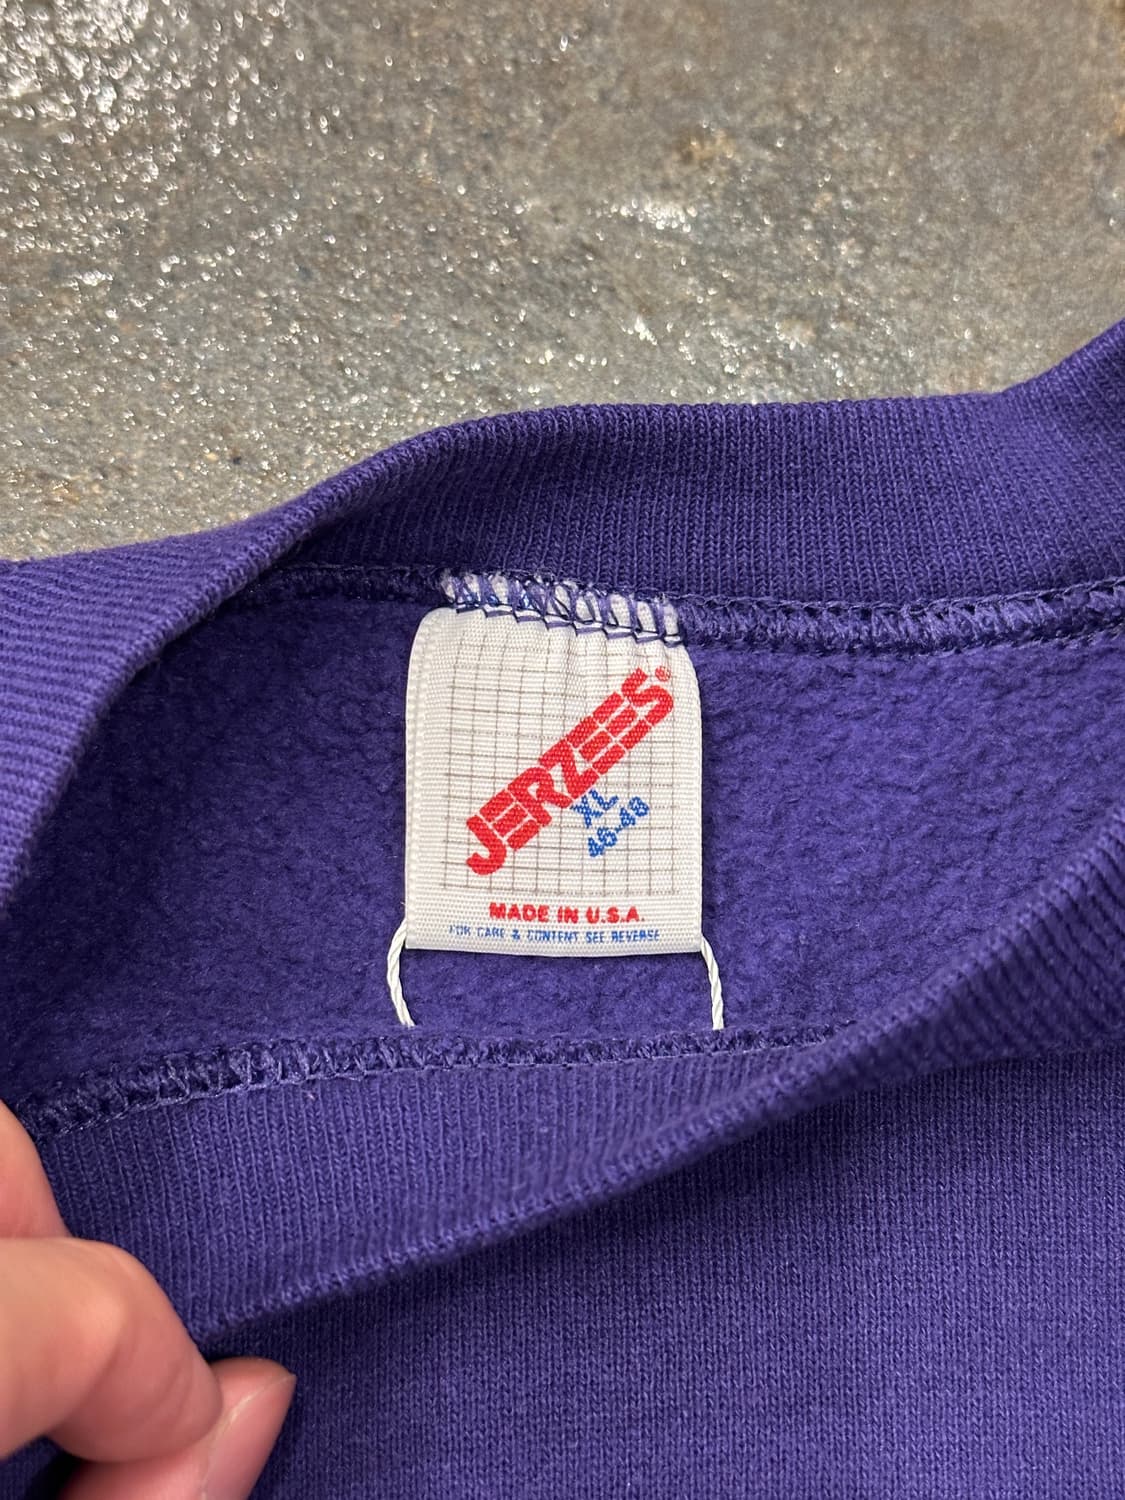 JERZEES®
XL
46-48
MADE IN U.S.A.
FOR CARE & CONTENT SEE REVERSE